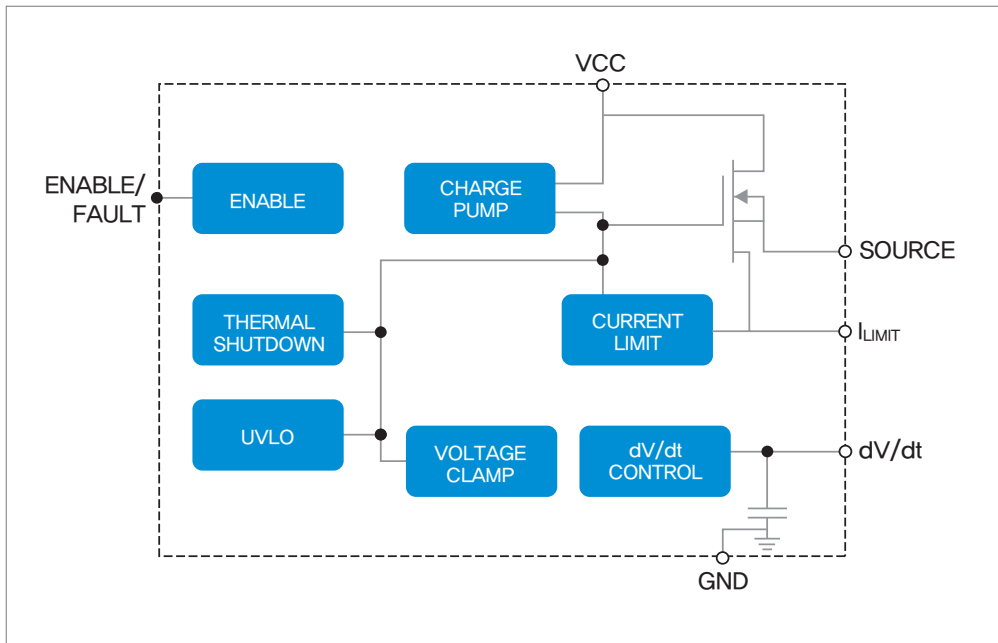 VCC
ENABLE/
FAULT
ENABLE
CHARGE
PUMP
SOURCE
THERMAL
SHUTDOWN
CURRENT
LIMIT
ILIMIT
UVLO
VOLTAGE
CLAMP
dV/dt
CONTROL
dV/dt
GND